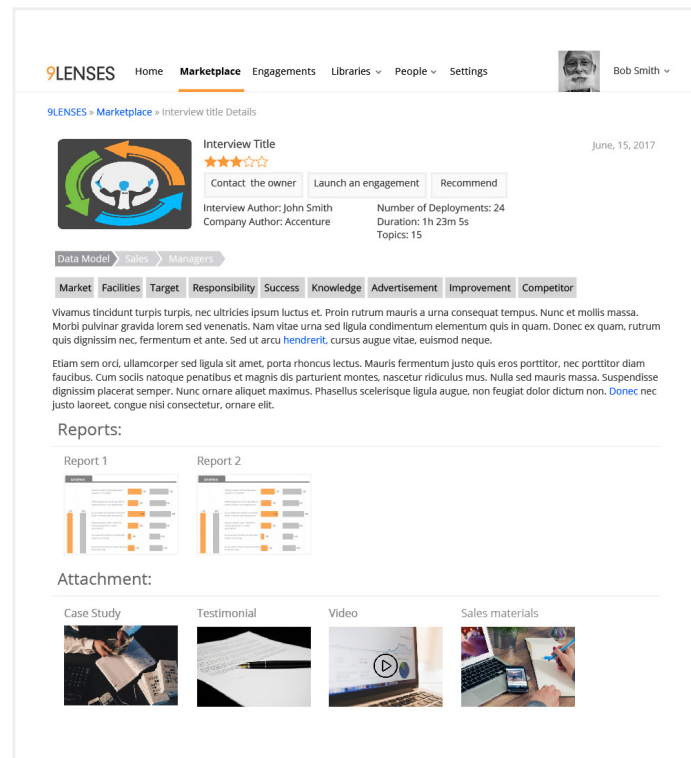 9LENSES Home Marketplace Engagements Libraries People Settings Bob Smith
9LENSES » Marketplace » Interview title Details
Interview Title
June, 15, 2017
Contact the owner Launch an engagement Recommend
Interview Author: John Smith
Company Author: Accenture
Number of Deployments: 24
Duration: 1h 23m 5s
Topics: 15
Data Model Sales Managers
Market Facilities Target Responsibility Success Knowledge Advertisement Improvement Competitor
Vivamus tincidunt turpis turpis, nec ultricies ipsum luctus et. Proin rutrum mauris a urna consequat tempus. Nunc et mollis massa.
Morbi pulvinar gravida lorem sed venenatis. Nam vitae urna sed ligula condimentum elementum quis in quam. Donec ex quam, rutrum
quis dignissim nec, fermentum et ante. Sed ut arcu hendrerit, cursus augue vitae, euismod neque.
Etiam sem orci, ullamcorper sed ligula sit amet, porta rhoncus lectus. Mauris fermentum justo quis eros porttitor, nec porttitor diam
faucibus. Cum sociis natoque penatibus et magnis dis parturient montes, nascetur ridiculus mus. Nulla sed mauris massa. Suspendisse
dignissim placerat semper. Nunc ornare aliquet maximus. Phasellus scelerisque ligula augue, non feugiat dolor dictum non. Donec nec
justo laoreet, congue nisi consectetur, ornare elit.
Reports:
Report 1 Report 2
Attachment:
Case Study Testimonial Video Sales materials